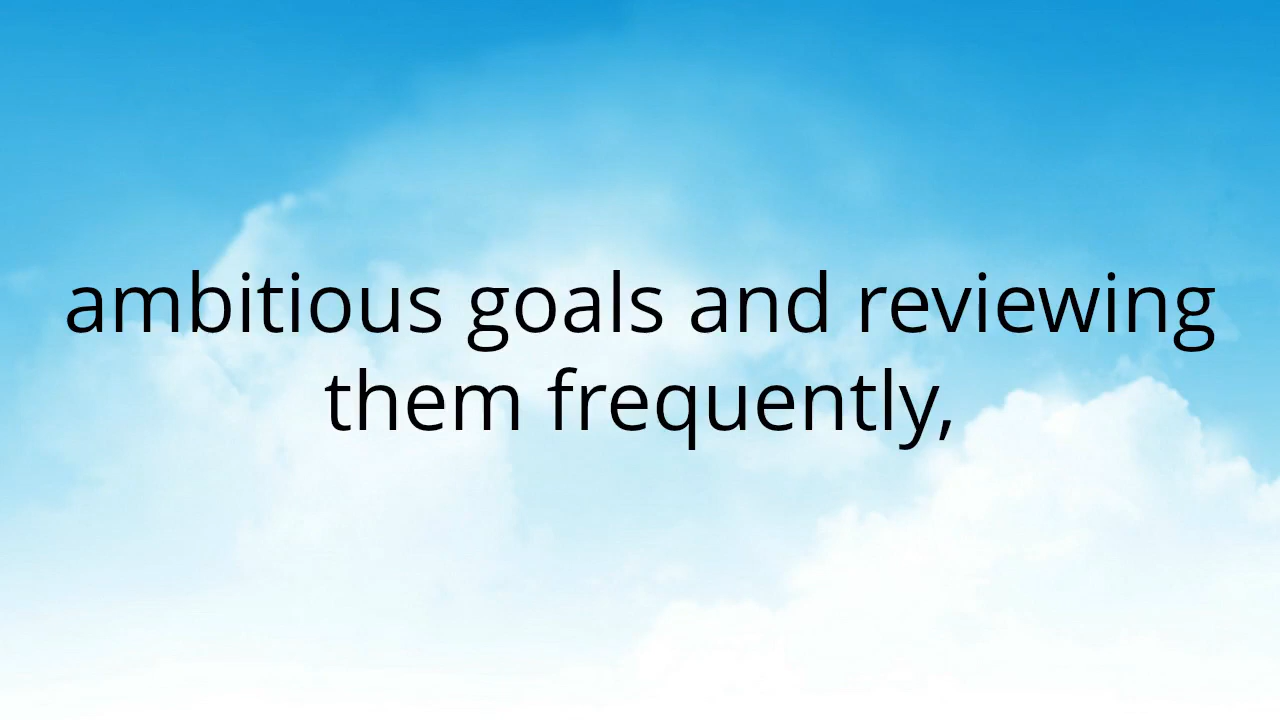 ambitious goals and reviewing
them frequently,